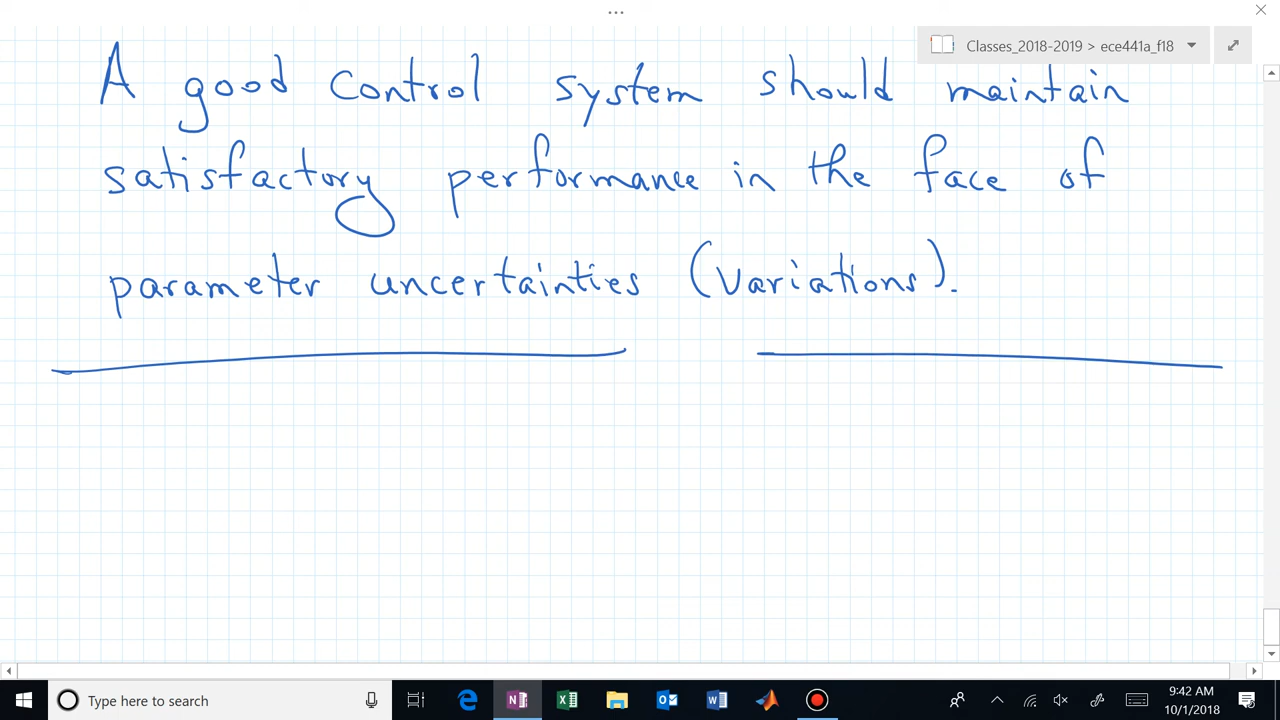 ...
Classes_2018-2019 > ece441a_f18
A good control system should maintain
satisfactory performance in the face of
parameter uncertainties (variations).
Type here to search
9:42 AM
10/1/2018